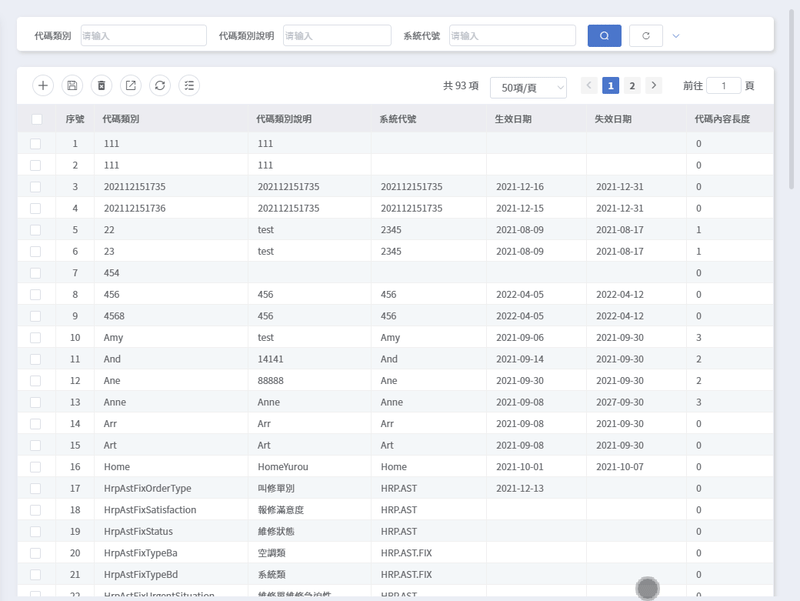 代碼類別 请输入 代碼類別說明 请输入 系統代號 请输入
共 93 項 50項/頁 1 2 前往 1 頁
序號 代碼類別 代碼類別說明 系統代號 生效日期 失效日期 代碼內容長度
1 111 111 0
2 111 111 0
3 202112151735 202112151735 202112151735 2021-12-16 2021-12-31 0
4 202112151736 202112151735 202112151735 2021-12-15 2021-12-31 0
5 22 test 2345 2021-08-09 2021-08-17 1
6 23 test 2345 2021-08-09 2021-08-17 1
7 454 0
8 456 456 456 2022-04-05 2022-04-12 0
9 4568 456 456 2022-04-05 2022-04-12 0
10 Amy test Amy 2021-09-06 2021-09-30 3
11 And 14141 And 2021-09-14 2021-09-30 2
12 Ane 88888 Ane 2021-09-30 2021-09-30 2
13 Anne Anne Anne 2021-09-08 2027-09-30 3
14 Arr Arr Arr 2021-09-08 2021-09-30 0
15 Art Art Art 2021-09-08 2021-09-30 0
16 Home HomeYurou Home 2021-10-01 2021-10-07 0
17 HrpAstFixOrderType 叫修單別 HRP.AST 2021-12-13 0
18 HrpAstFixSatisfaction 報修滿意度 HRP.AST 0
19 HrpAstFixStatus 維修狀態 HRP.AST 0
20 HrpAstFixTypeBa 空調類 HRP.AST.FIX 0
21 HrpAstFixTypeBd 系統類 HRP.AST.FIX 0
22 HrpAstFixUrgentSituation 維修單維修急迫性 HRP.AST 0